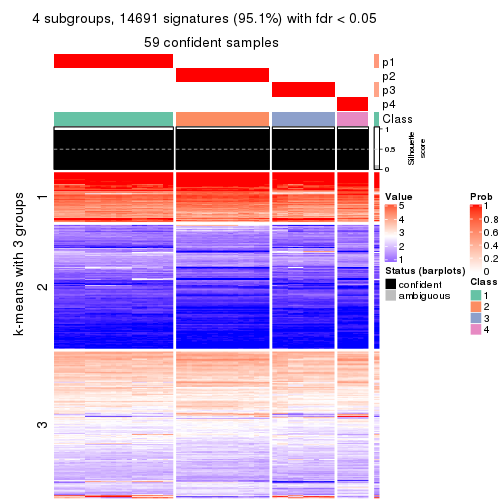 4 subgroups, 14691 signatures (95.1%) with fdr < 0.05
59 confident samples
p1
p2
p3
p4
Class
1
0.5
0
Silhouette
score
k-means with 3 groups
1
2
3
Value
5
4
3
2
1
Status (barplots)
confident
ambiguous
Prob
1
0.8
0.6
0.4
0.2
0
Class
1
2
3
4